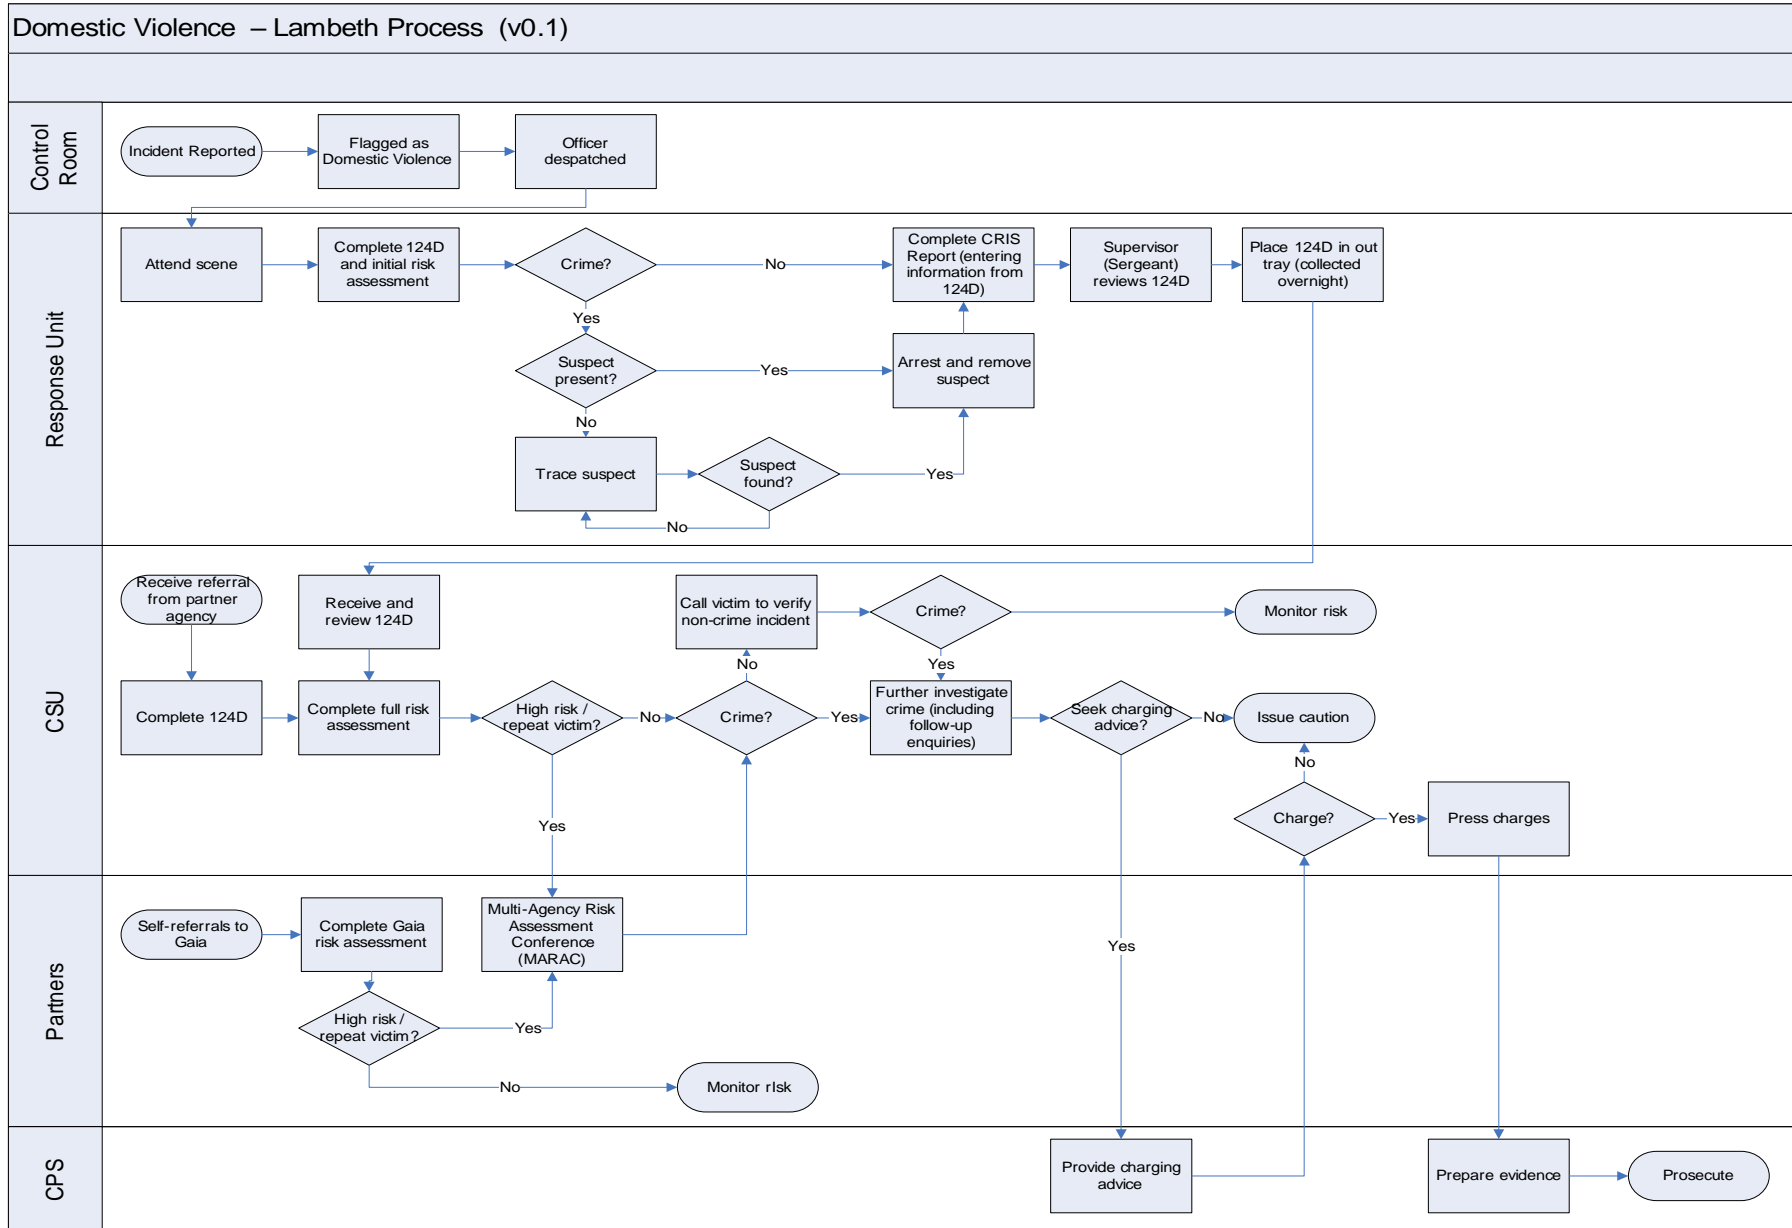 Domestic Violence – Lambeth Process (v0.1)
Control
Room
Incident Reported
Flagged as
Domestic Violence
Officer
despatched
Response Unit
Attend scene
Complete 124D
and initial risk
assessment
Crime?
No
Complete CRIS
Report (entering
information from
124D)
Supervisor
(Sergeant)
reviews 124D
Place 124D in out
tray (collected
overnight)
Yes
Suspect
present?
Yes
Arrest and remove
suspect
No
Trace suspect
Suspect
found?
Yes
No
CSU
Receive referral
from partner
agency
Receive and
review 124D
Call victim to verify
non-crime incident
Crime?
Monitor risk
No
Yes
Complete 124D
Complete full risk
assessment
High risk /
repeat victim?
No
Crime?
Yes
Further investigate
crime (including
follow-up
enquiries)
Seek charging
advice?
No
Issue caution
No
Yes
Charge?
Yes
Press charges
Partners
Self-referrals to
Gaia
Complete Gaia
risk assessment
Multi-Agency Risk
Assessment
Conference
(MARAC)
Yes
High risk /
repeat victim?
Yes
No
Monitor rIsk
CPS
Provide charging
advice
Prepare evidence
Prosecute